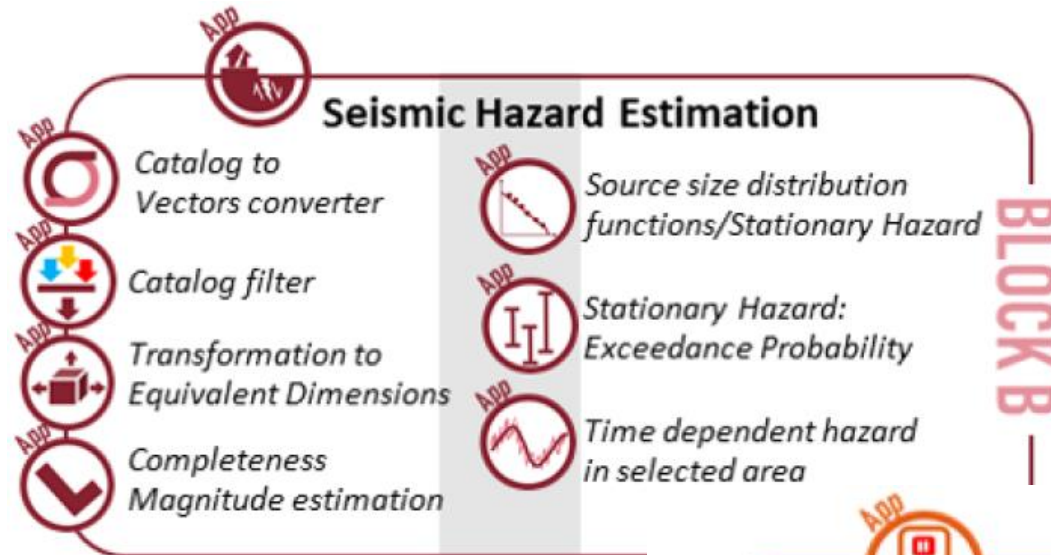 App
Seismic Hazard Estimation
App
Catalog to
Vectors converter
App
Catalog filter
App
Transformation to
Equivalent Dimensions
App
Completeness
Magnitude estimation
App
Source size distribution
functions/Stationary Hazard
App
Stationary Hazard:
Exceedance Probability
App
Time dependent hazard
in selected area
BLOCK B
App